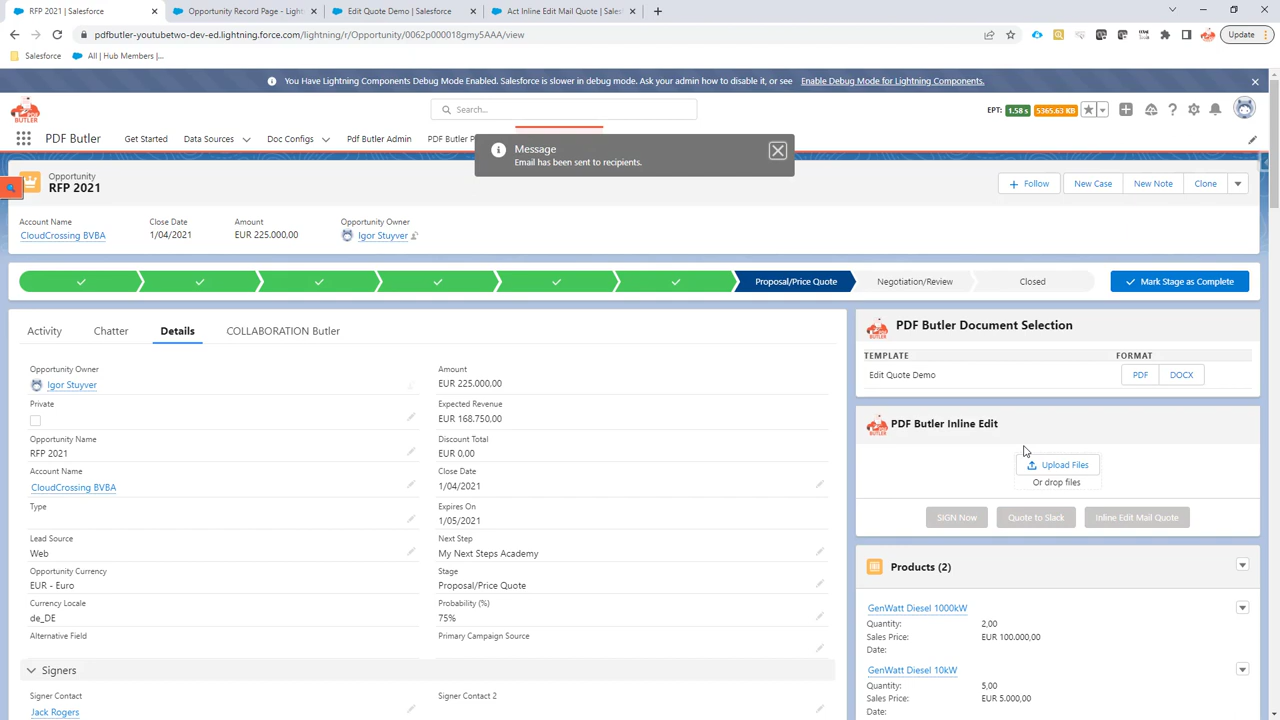 RFP 2021 | Salesforce
Opportunity Record Page - Light
Edit Quote Demo | Salesforce
Act Inline Edit Mail Quote | Sales
pdfbutler-youtubetwo-dev-ed.lightning.force.com/lightning/r/Opportunity/0062p000018gmy5AAA/view
Update
Salesforce
All | Hub Members |...
You Have Lightning Components Debug Mode Enabled. Salesforce is slower in debug mode. Ask your admin how to disable it, or see Enable Debug Mode for Lightning Components.
PDF BUTLER
Search...
EPT: 1.58 s 5365.63 KB
PDF Butler
Get Started
Data Sources
Doc Configs
Pdf Butler Admin
PDF Butler P
Message
Email has been sent to recipients.
Opportunity
RFP 2021
Follow
New Case
New Note
Clone
Account Name
Close Date
Amount
Opportunity Owner
CloudCrossing BVBA
1/04/2021
EUR 225.000,00
Igor Stuyver
Proposal/Price Quote
Negotiation/Review
Closed
Mark Stage as Complete
Activity
Chatter
Details
COLLABORATION Butler
Opportunity Owner
Igor Stuyver
Amount
EUR 225.000,00
Private
Expected Revenue
EUR 168.750,00
Opportunity Name
RFP 2021
Discount Total
EUR 0,00
Account Name
CloudCrossing BVBA
Close Date
1/04/2021
Type
Expires On
1/05/2021
Lead Source
Web
Next Step
My Next Steps Academy
Opportunity Currency
EUR - Euro
Stage
Proposal/Price Quote
Currency Locale
de_DE
Probability (%)
75%
Alternative Field
Primary Campaign Source
Signers
Signer Contact
Jack Rogers
Signer Contact 2
PDF Butler Document Selection
TEMPLATE
FORMAT
Edit Quote Demo
PDF
DOCX
PDF Butler Inline Edit
Upload Files
Or drop files
SIGN Now
Quote to Slack
Inline Edit Mail Quote
Products (2)
GenWatt Diesel 1000kW
Quantity: 2,00
Sales Price: EUR 100.000,00
Date:
GenWatt Diesel 10kW
Quantity: 5,00
Sales Price: EUR 5.000,00
Date: